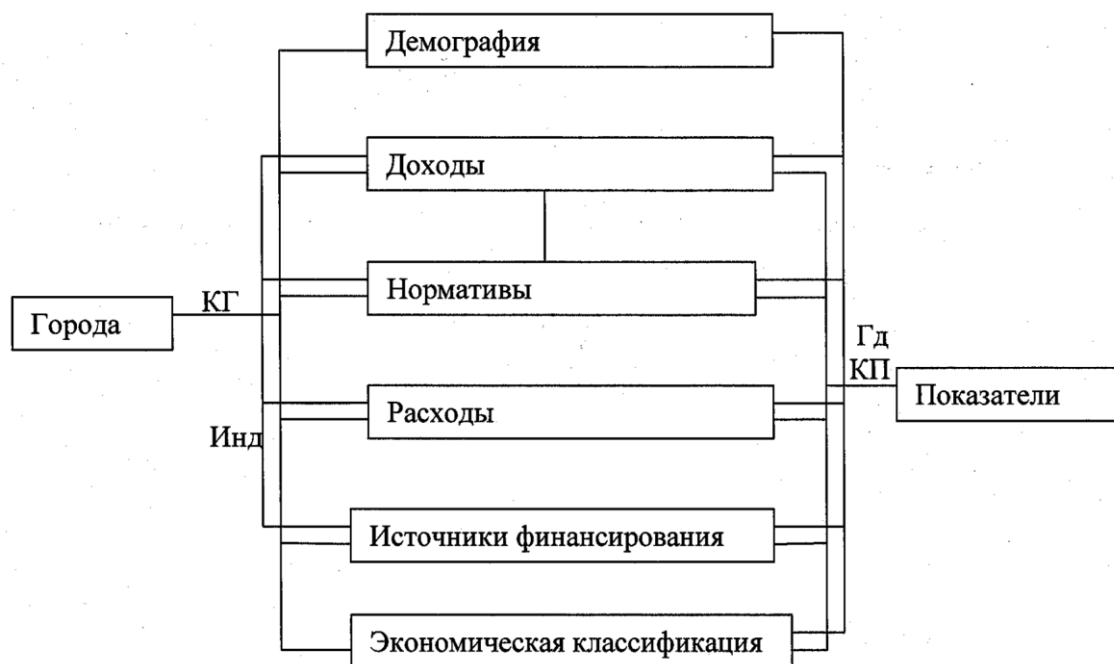 Демография
Доходы
Нормативы
КГ
Города
Гд
КП
Показатели
Расходы
Инд
Источники финансирования
Экономическая классификация